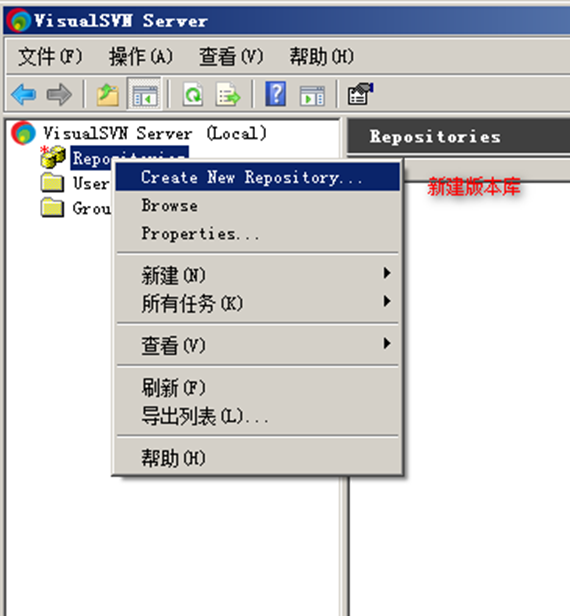 VisualSVN Server
文件(F) 操作(A) 查看(V) 帮助(H)
VisualSVN Server (Local)
Repositories
User
Grou
Repositories
Create New Repository...
新建版本库
Browse
Properties...
新建(N)
所有任务(K)
查看(V)
刷新(F)
导出列表(L)...
帮助(H)